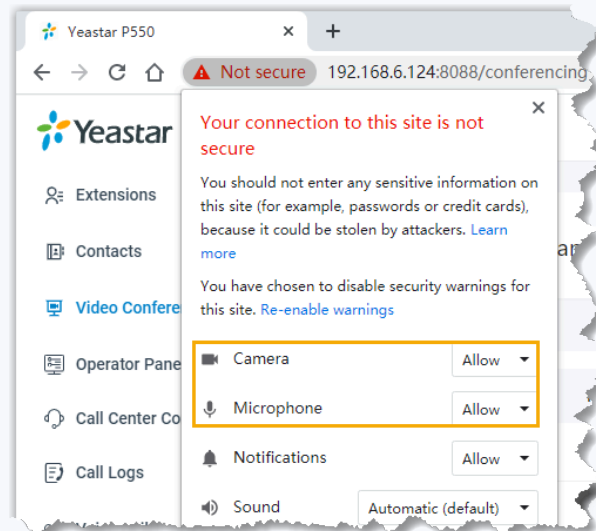 Yeastar P550
Not secure 192.168.6.124:8088/conferencing
Yeastar
Your connection to this site is not
secure
You should not enter any sensitive information on
this site (for example, passwords or credit cards),
because it could be stolen by attackers. Learn
more
You have chosen to disable security warnings for
this site. Re-enable warnings
Camera Allow
Microphone Allow
Notifications Allow
Sound Automatic (default)
Extensions
Contacts
Video Confere
Operator Pane
Call Center Co
Call Logs